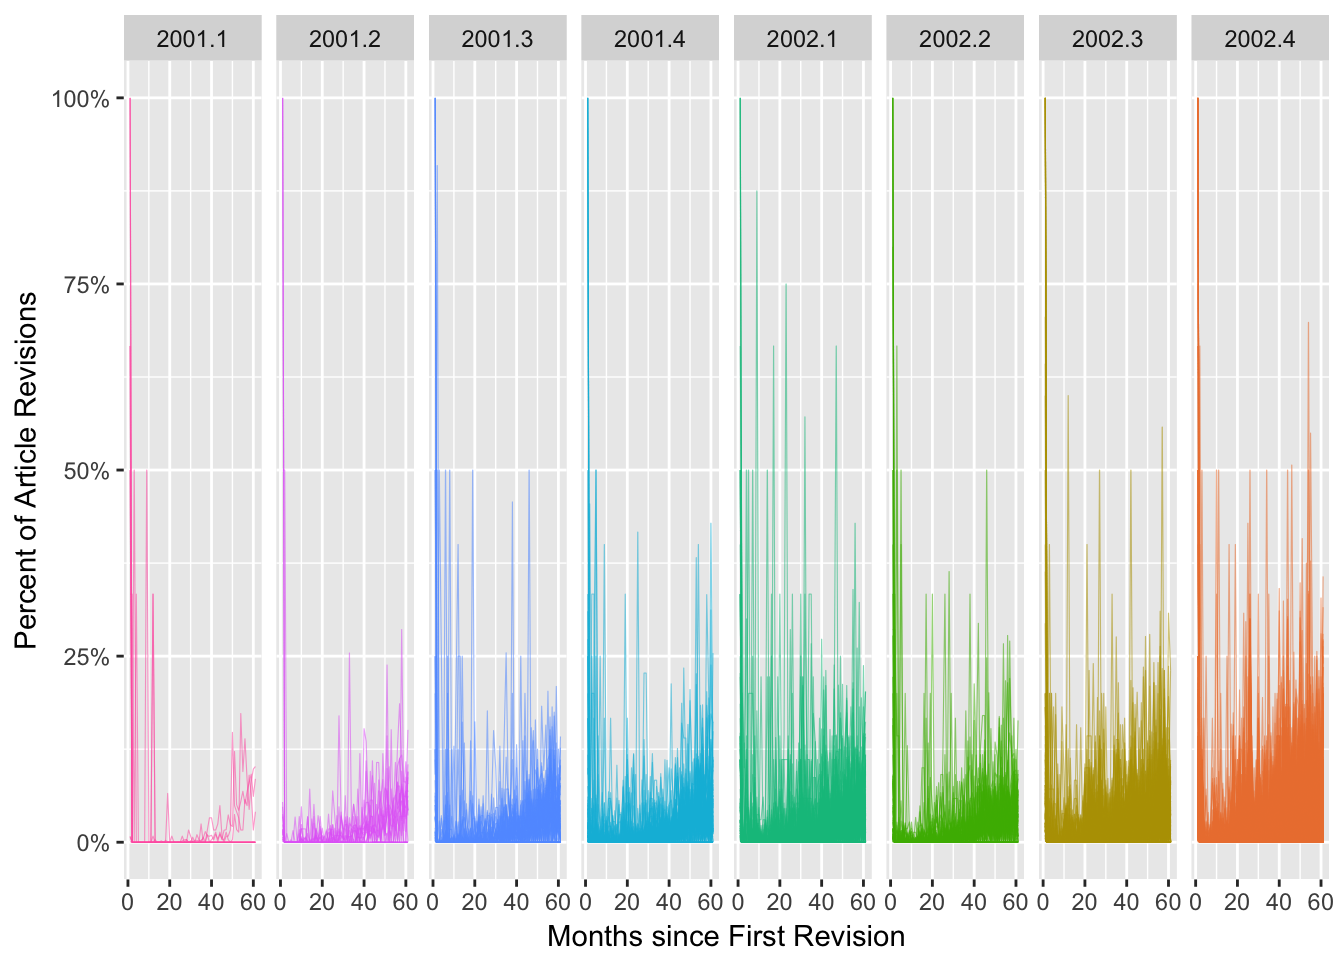 2001.1 2001.2 2001.3 2001.4 2002.1 2002.2 2002.3 2002.4
100%
75%
50%
25%
0%
Percent of Article Revisions
0 20 40 60 0 20 40 60 0 20 40 60 0 20 40 60 0 20 40 60 0 20 40 60 0 20 40 60 0 20 40 60
Months since First Revision